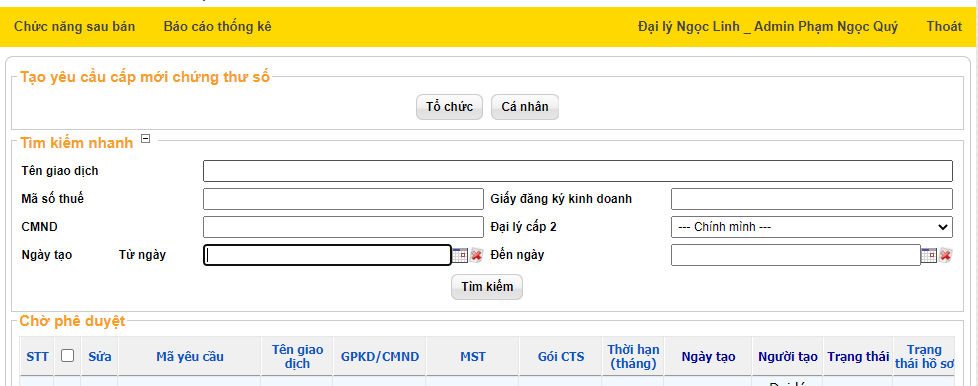 Chức năng sau bán Báo cáo thống kê Đại lý Ngọc Linh _ Admin Phạm Ngọc Quý Thoát
Tạo yêu cầu cấp mới chứng thư số
Tổ chức Cá nhân
Tìm kiếm nhanh
Tên giao dịch
Mã số thuế Giấy đăng ký kinh doanh
CMND Đại lý cấp 2 --- Chính mình ---
Ngày tạo Từ ngày Đến ngày
Tìm kiếm
Chờ phê duyệt
STT Sửa Mã yêu cầu Tên giao dịch GPKD/CMND MST Gói CTS Thời hạn (tháng) Ngày tạo Người tạo Trạng thái Trạng thái hồ sơ